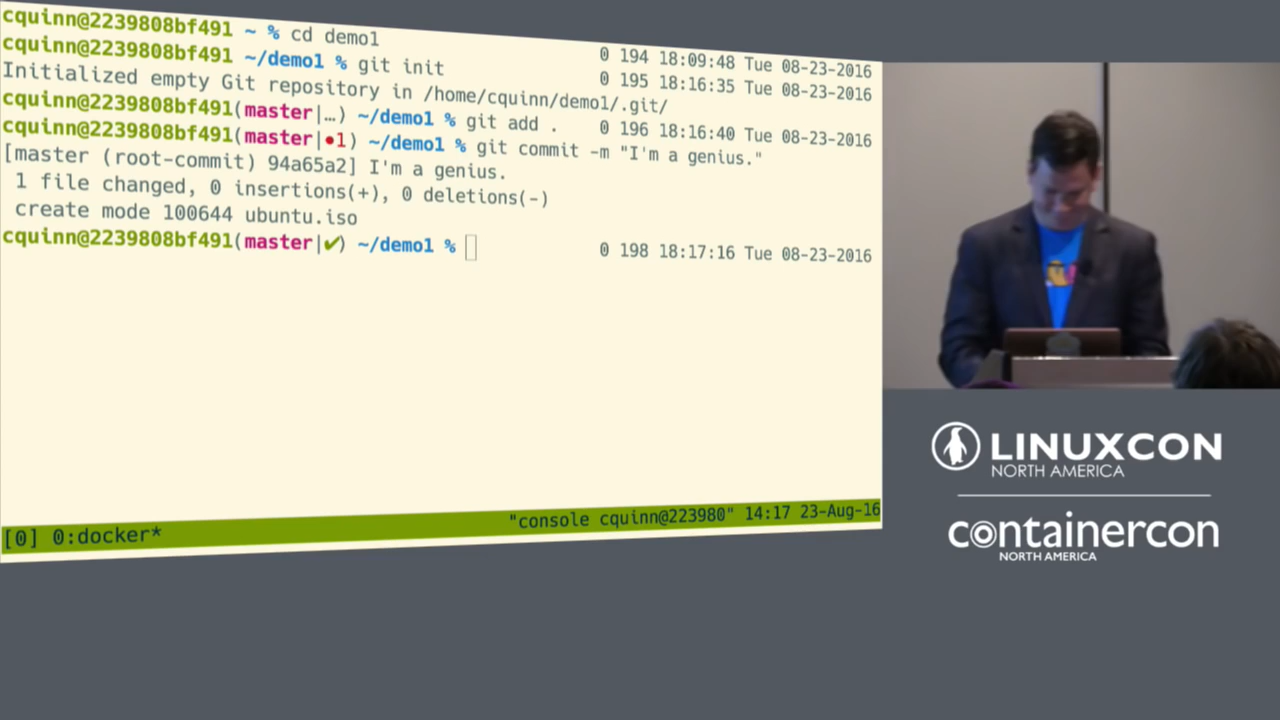 cquinn@2239808bf491 ~ % cd demo1 0 194 18:09:48 Tue 08-23-2016
cquinn@2239808bf491 ~/demo1 % git init 0 195 18:16:35 Tue 08-23-2016
Initialized empty Git repository in /home/cquinn/demo1/.git/
cquinn@2239808bf491(master|…) ~/demo1 % git add . 0 196 18:16:40 Tue 08-23-2016
cquinn@2239808bf491(master|●1) ~/demo1 % git commit -m "I'm a genius."
[master (root-commit) 94a65a2] I'm a genius.
1 file changed, 0 insertions(+), 0 deletions(-)
create mode 100644 ubuntu.iso
cquinn@2239808bf491(master|✔) ~/demo1 % 0 198 18:17:16 Tue 08-23-2016
[0] 0:docker* "console cquinn@223980" 14:17 23-Aug-16
LINUXCON
NORTH AMERICA
containercon
NORTH AMERICA